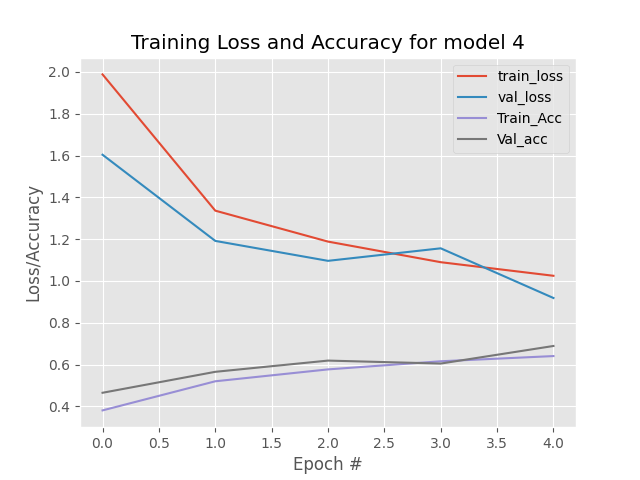 Training Loss and Accuracy for model 4
train_loss
val_loss
Train_Acc
Val_acc
Loss/Accuracy
2.0
1.8
1.6
1.4
1.2
1.0
0.8
0.6
0.4
0.0 0.5 1.0 1.5 2.0 2.5 3.0 3.5 4.0
Epoch #